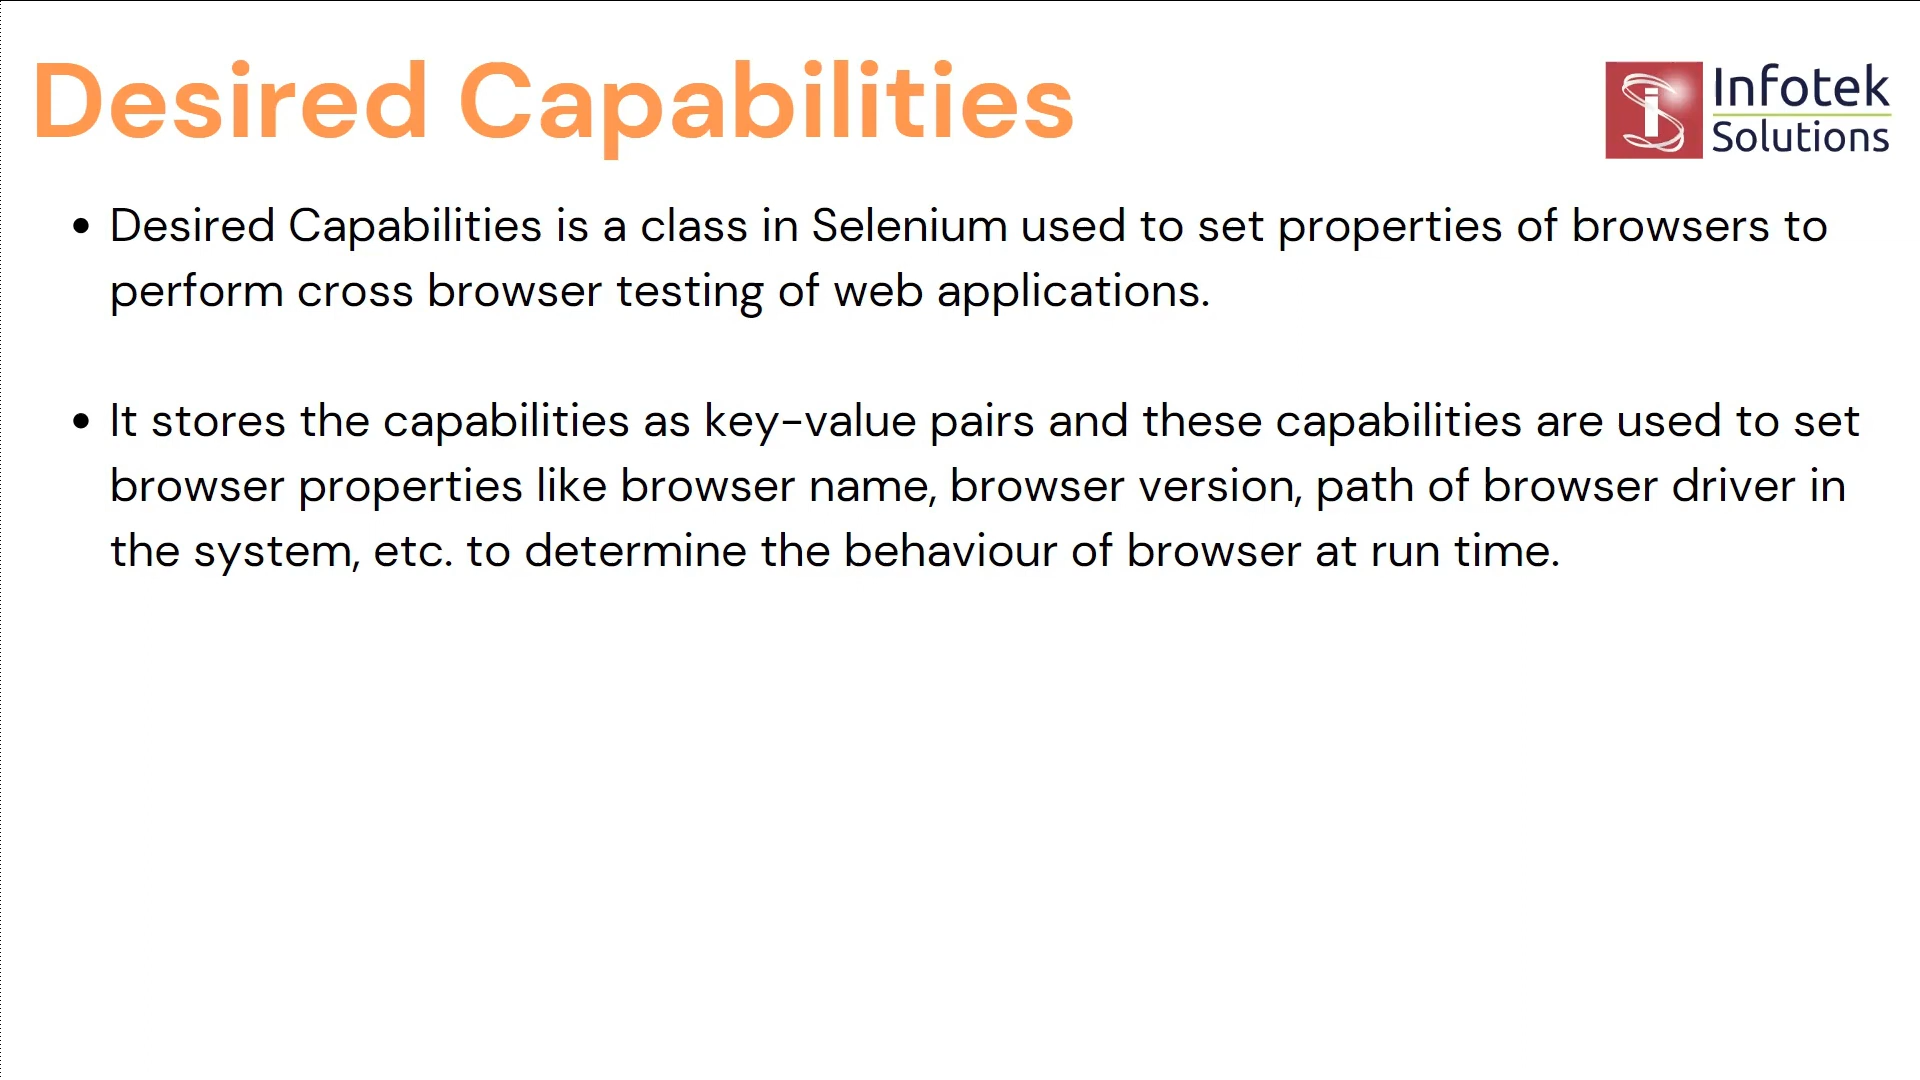 Desired Capabilities
Infotek
Solutions
• Desired Capabilities is a class in Selenium used to set properties of browsers to
perform cross browser testing of web applications.
• It stores the capabilities as key-value pairs and these capabilities are used to set
browser properties like browser name, browser version, path of browser driver in
the system, etc. to determine the behaviour of browser at run time.